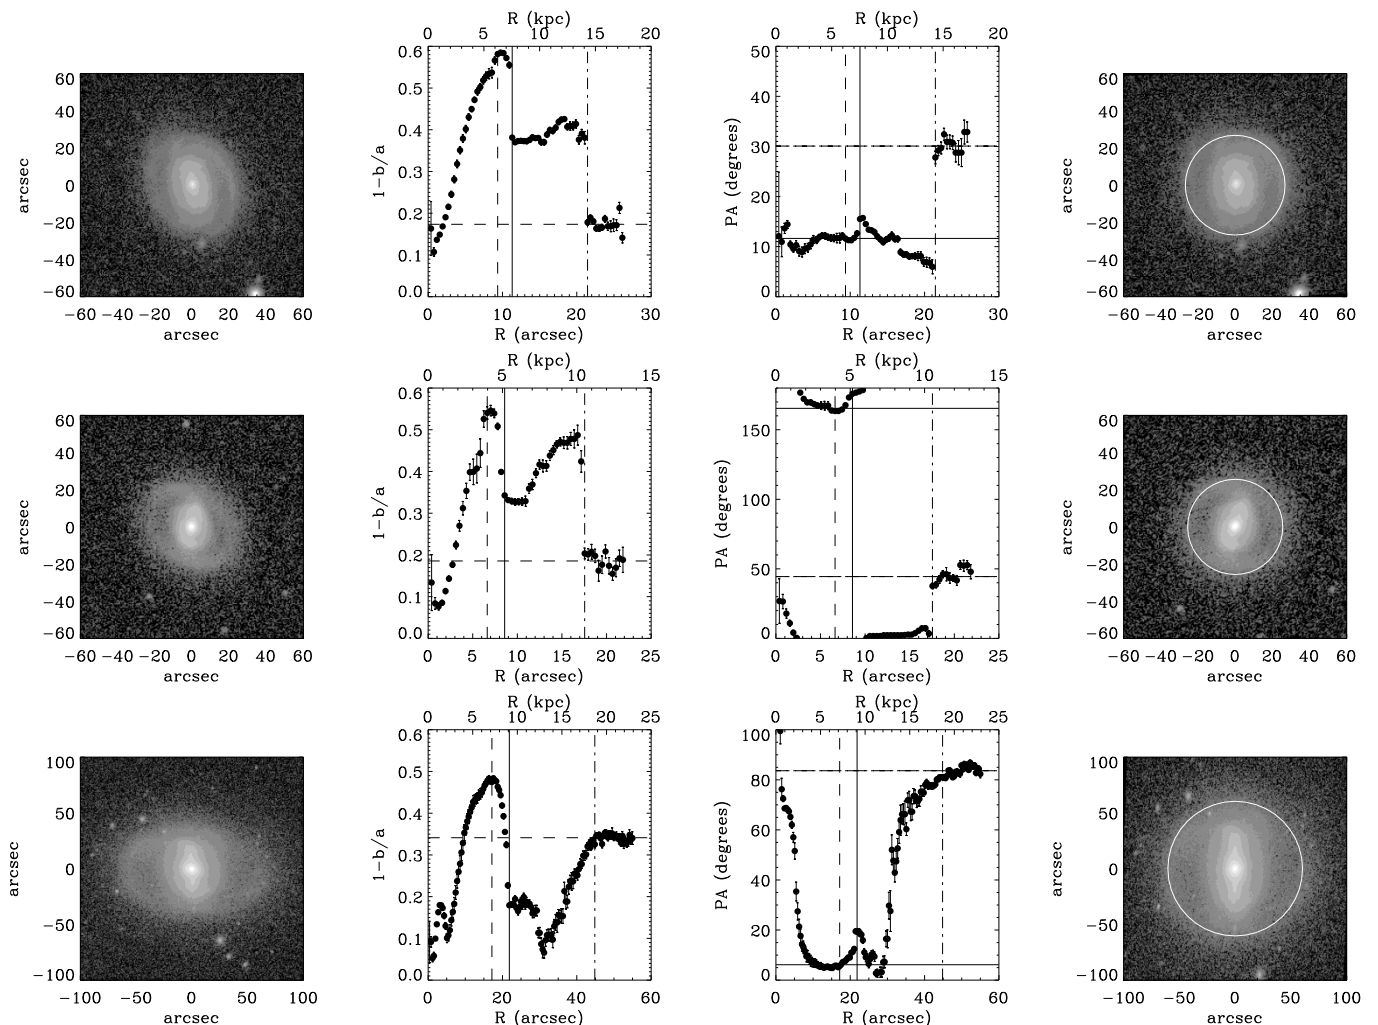 R (kpc)
0 5 10 15 20
R (kpc)
0 5 10 15 20
60 40 20 0 −20 −40 −60
arcsec
−60 −40 −20 0 20 40 60
arcsec
0.6 0.5 0.4 0.3 0.2 0.1 0.0
1−b/a
0 10 20 30
R (arcsec)
50 40 30 20 10 0
PA (degrees)
0 10 20 30
R (arcsec)
60 40 20 0 −20 −40 −60
arcsec
−60 −40 −20 0 20 40 60
arcsec
R (kpc)
0 5 10 15
R (kpc)
0 5 10 15
60 40 20 0 −20 −40 −60
arcsec
−60 −40 −20 0 20 40 60
arcsec
0.6 0.5 0.4 0.3 0.2 0.1 0.0
1−b/a
0 5 10 15 20 25
R (arcsec)
150 100 50 0
PA (degrees)
0 5 10 15 20 25
R (arcsec)
60 40 20 0 −20 −40 −60
arcsec
−60 −40 −20 0 20 40 60
arcsec
R (kpc)
0 5 10 15 20 25
R (kpc)
0 5 10 15 20 25
100 50 0 −50 −100
arcsec
−100 −50 0 50 100
arcsec
0.6 0.5 0.4 0.3 0.2 0.1 0.0
1−b/a
0 20 40 60
R (arcsec)
100 80 60 40 20 0
PA (degrees)
0 20 40 60
R (arcsec)
100 50 0 −50 −100
arcsec
−100 −50 0 50 100
arcsec